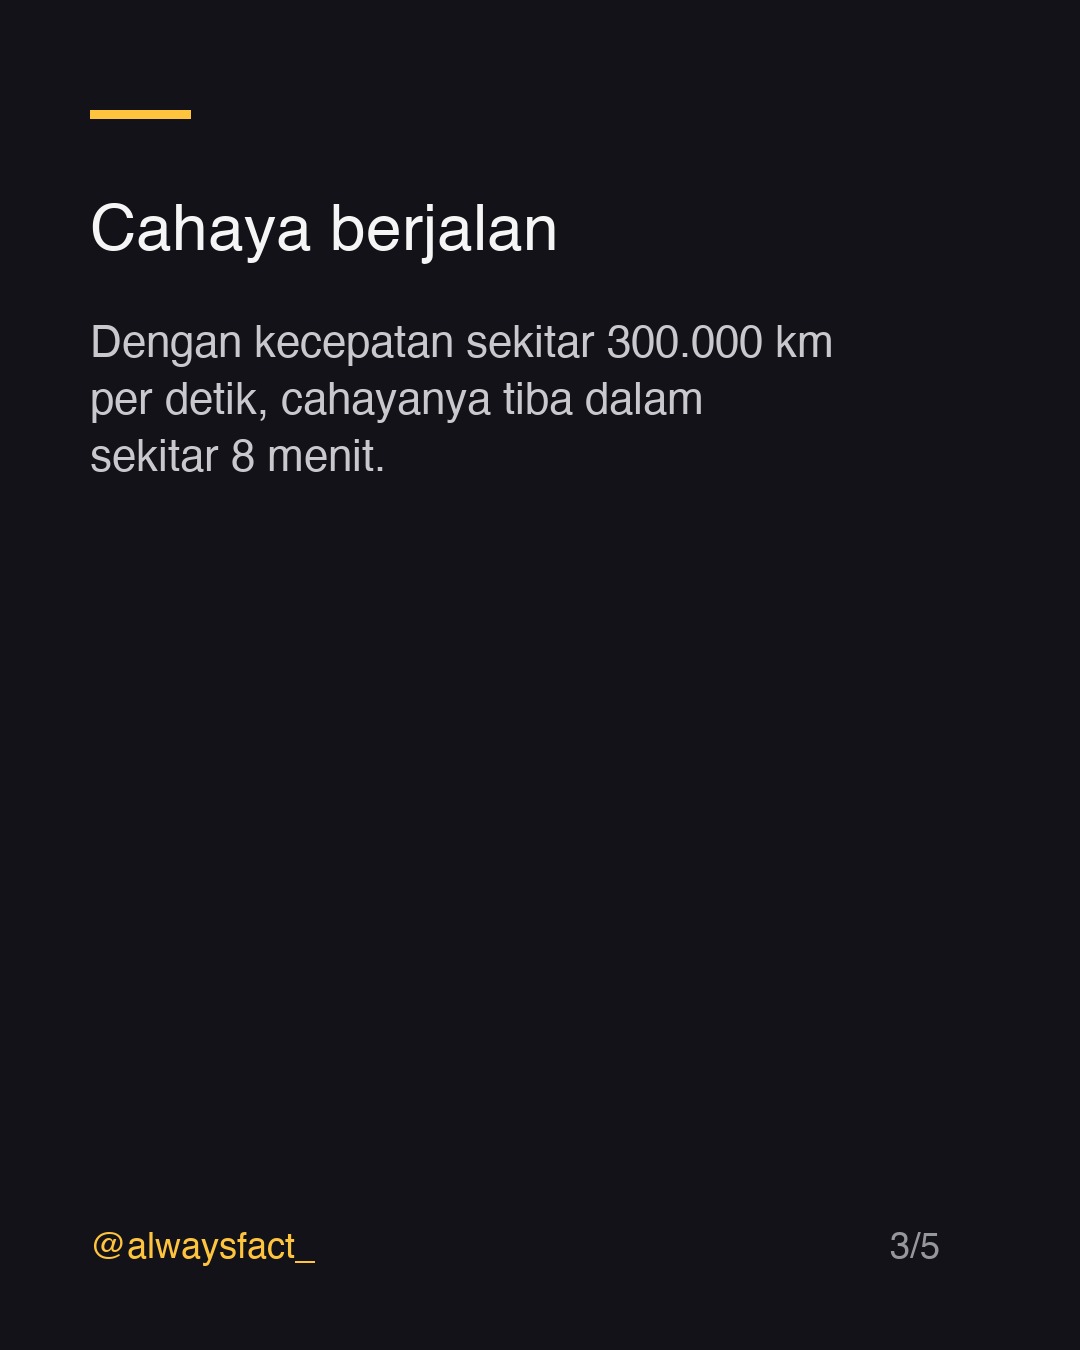 Cahaya berjalan
Dengan kecepatan sekitar 300.000 km
per detik, cahayanya tiba dalam
sekitar 8 menit.
@alwaysfact_
3/5